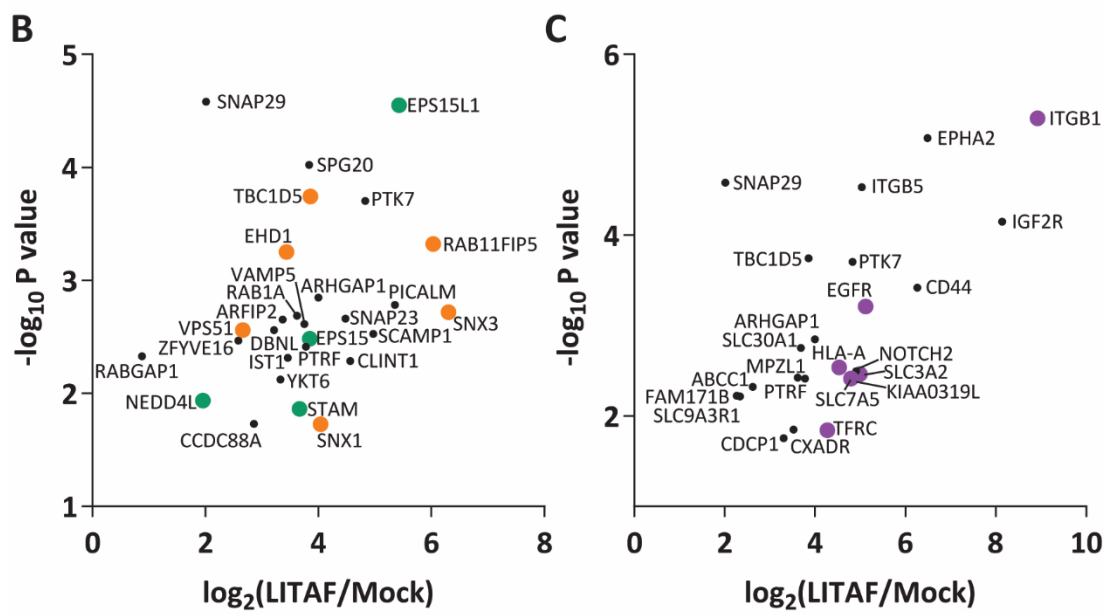 B
5
4
3
2
1
-log10 P value
SNAP29
EPS15L1
SPG20
TBC1D5
PTK7
EHD1
RAB11FIP5
VAMP5
ARHGAP1
RAB1A
PICALM
ARFIP2
SNAP23
SNX3
VPS51
EPS15
SCAMP1
ZFYVE16
DBNL
RABGAP1
IST1
PTRF
CLINT1
YKT6
NEDD4L
STAM
CCDC88A
SNX1
0 2 4 6 8
log2(LITAF/Mock)
C
6
4
2
-log10 P value
ITGB1
EPHA2
SNAP29
ITGB5
IGF2R
TBC1D5
PTK7
CD44
EGFR
ARHGAP1
SLC30A1
HLA-A
NOTCH2
MPZL1
SLC3A2
ABCC1
PTRF
KIAA0319L
FAM171B
SLC7A5
SLC9A3R1
TFRC
CDCP1
CXADR
0 2 4 6 8 10
log2(LITAF/Mock)